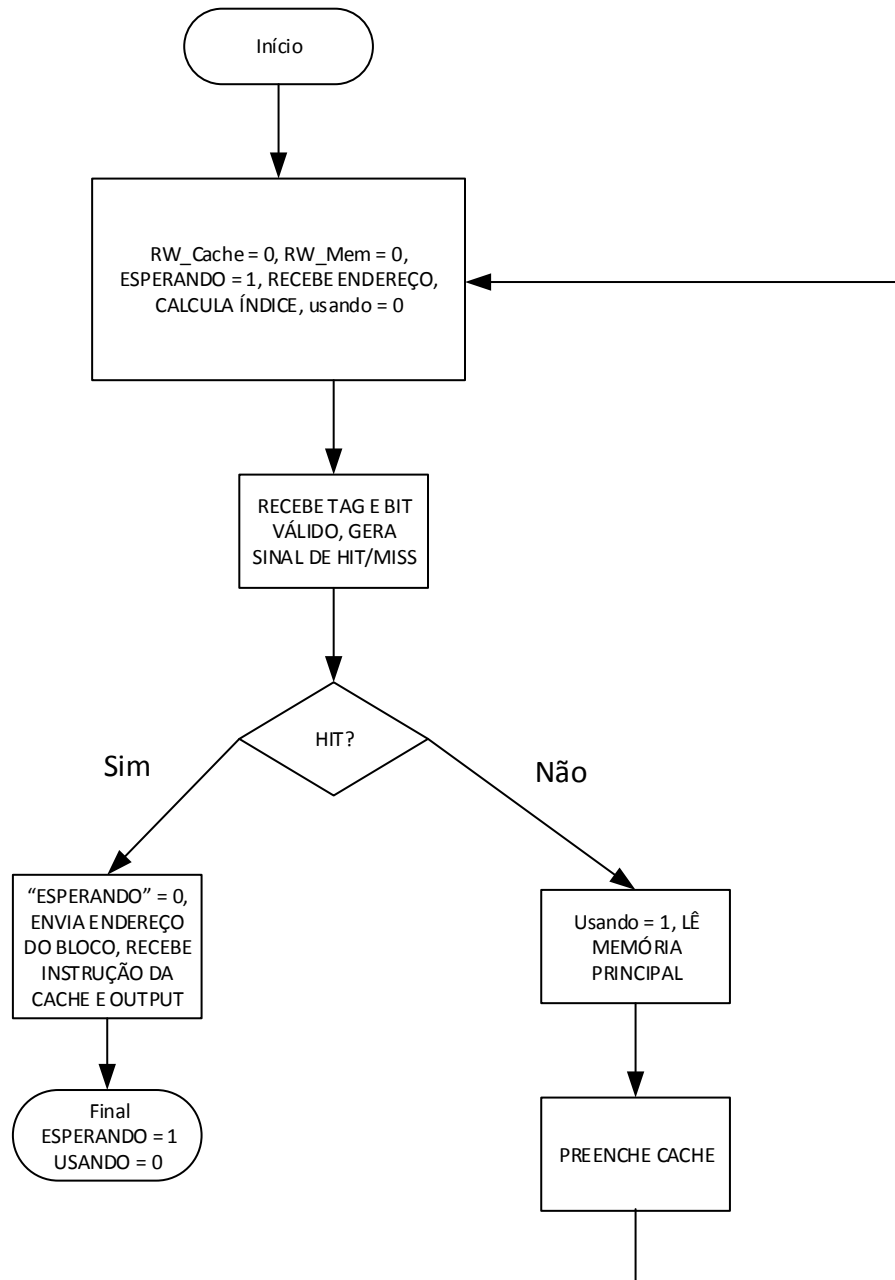 Início
RW_Cache = 0, RW_Mem = 0,
ESPERANDO = 1, RECEBE ENDEREÇO,
CALCULA ÍNDICE, usando = 0
RECEBE TAG E BIT
VÁLIDO, GERA
SINAL DE HIT/MISS
HIT?
Sim
Não
“ESPERANDO” = 0,
ENVIA ENDEREÇO
DO BLOCO, RECEBE
INSTRUÇÃO DA
CACHE E OUTPUT
Usando = 1, LÊ
MEMÓRIA
PRINCIPAL
Final
ESPERANDO = 1
USANDO = 0
PREENCHE CACHE